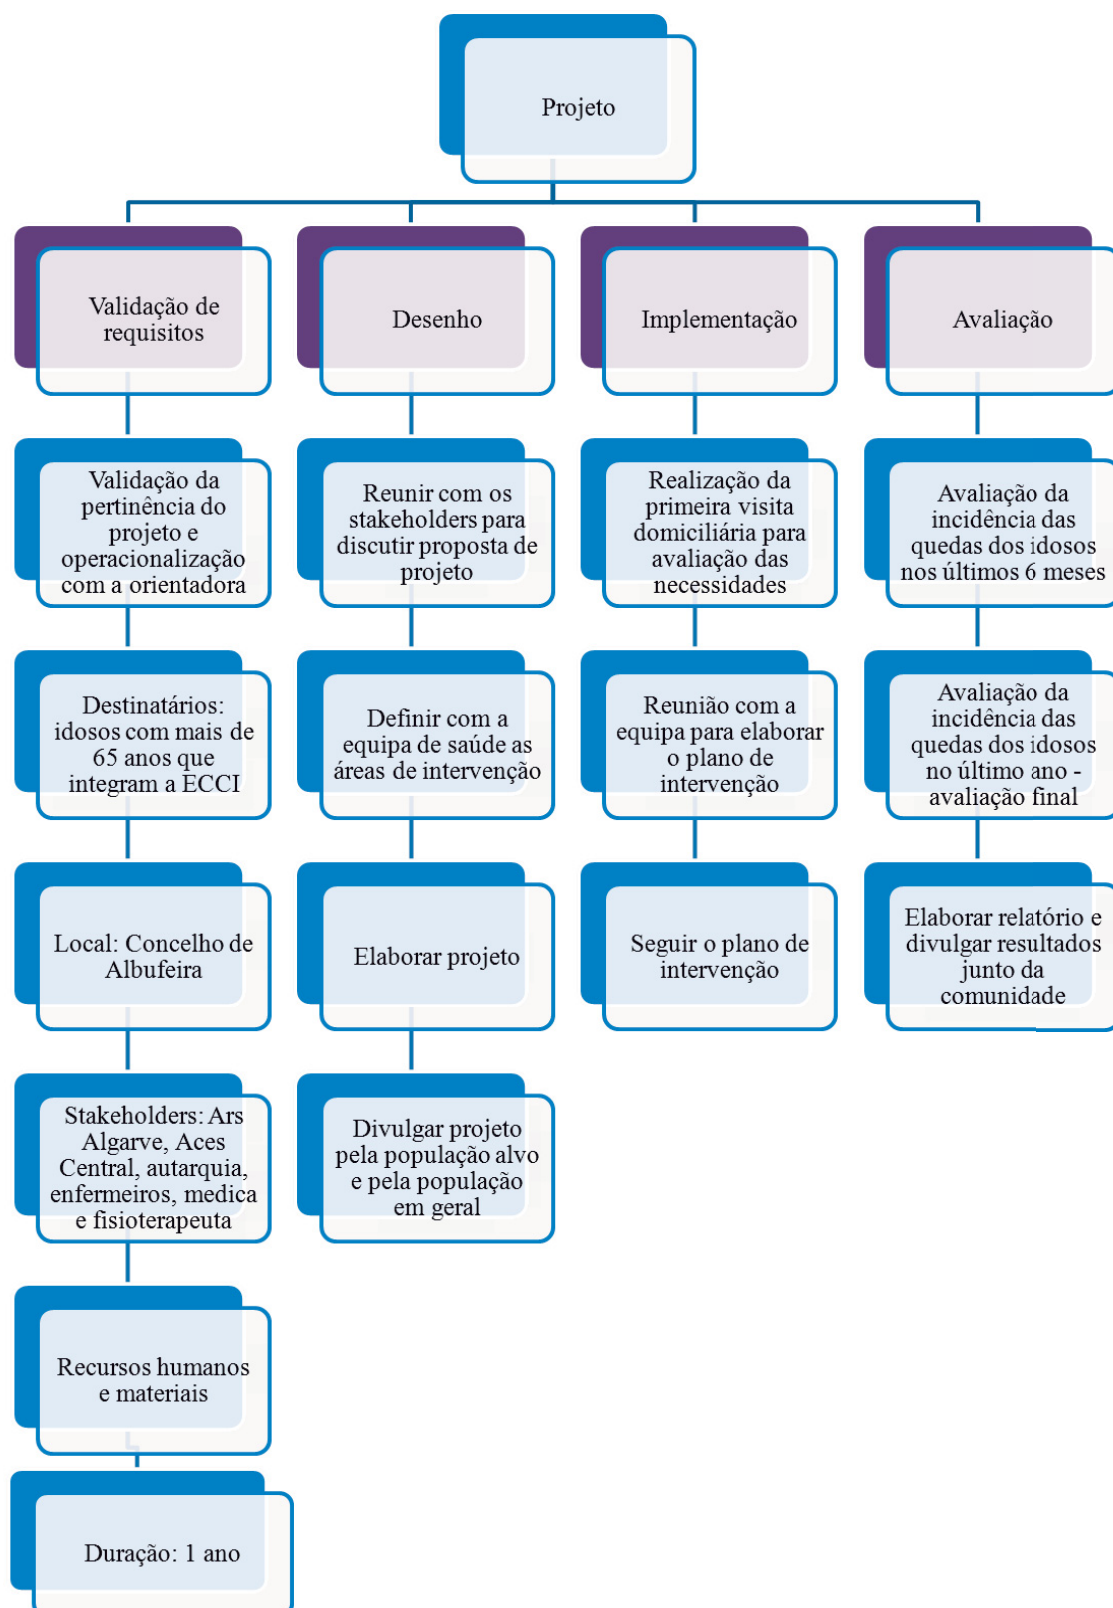 Projeto
Validação de
requisitos
Validação da
pertinência do
projeto e
operacionalização
com a orientadora
Destinatários:
idosos com mais de
65 anos que
integram a ECCI
Local: Concelho de
Albufeira
Stakeholders: Ars
Algarve, Aces
Central, autarquia,
enfermeiros, medica
e fisioterapeuta
Recursos humanos
e materiais
Duração: 1 ano
Desenho
Reunir com os
stakeholders para
discutir proposta de
projeto
Definir com a
equipa de saúde as
áreas de intervenção
Elaborar projeto
Divulgar projeto
pela população alvo
e pela população
em geral
Implementação
Realização da
primeira visita
domiciliária para
avaliação das
necessidades
Reunião com a
equipa para elaborar
o plano de
intervenção
Seguir o plano de
intervenção
Avaliação
Avaliação da
incidência das
quedas dos idosos
nos últimos 6 meses
Avaliação da
incidência das
quedas dos idosos
no último ano -
avaliação final
Elaborar relatório e
divulgar resultados
junto da
comunidade